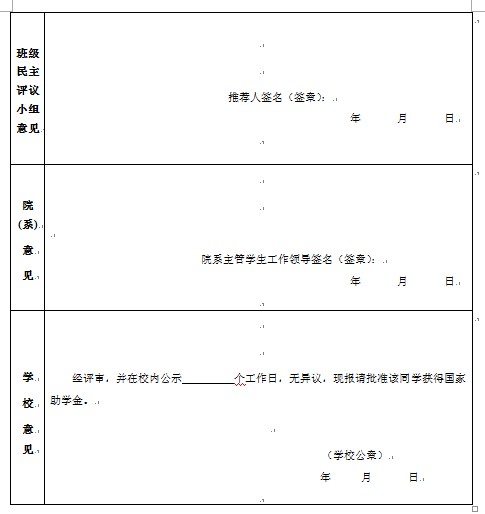 班级
民主
评议
小组
意见
推荐人签名（签章）：
年 月 日
院
(系)
意
见
院系主管学生工作领导签名（签章）：
年 月 日
学
校
意
见
经评审，并在校内公示________个工作日，无异议，现报请批准该同学获得国家
助学金。
（学校公章）
年 月 日